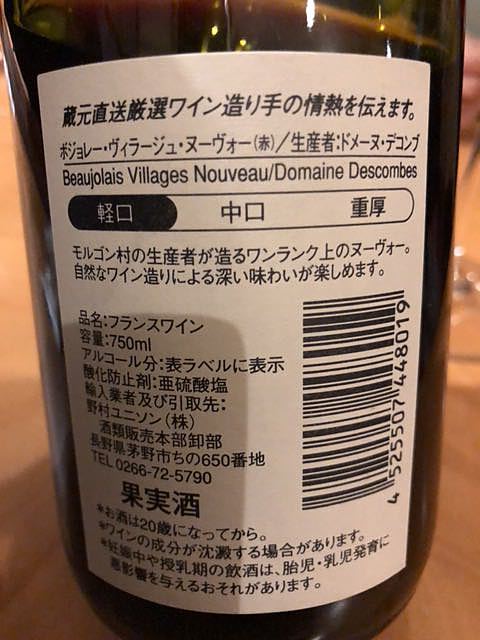 蔵元直送厳選ワイン造り手の情熱を伝えます。
ボジョレー・ヴィラージュ・ヌーヴォー(赤)/生産者:ドメーヌ・デコンブ
Beaujolais Villages Nouveau/Domaine Descombes
軽口 中口 重厚
モルゴン村の生産者が造るワンランク上のヌーヴォー。
自然なワイン造りによる深い味わいが楽しめます。
品名:フランスワイン
容量:750ml
アルコール分:表ラベルに表示
酸化防止剤:亜硫酸塩
輸入業者及び引取先:
野村ユニソン(株)
酒類販売本部卸部
長野県茅野市ちの650番地
TEL 0266-72-5790
果実酒
*お酒は20歳になってから。
*ワインの成分が沈澱する場合があります。
*妊娠中や授乳期の飲酒は、胎児・乳児発育に
悪影響を与えるおそれがあります。
4 525507 448019